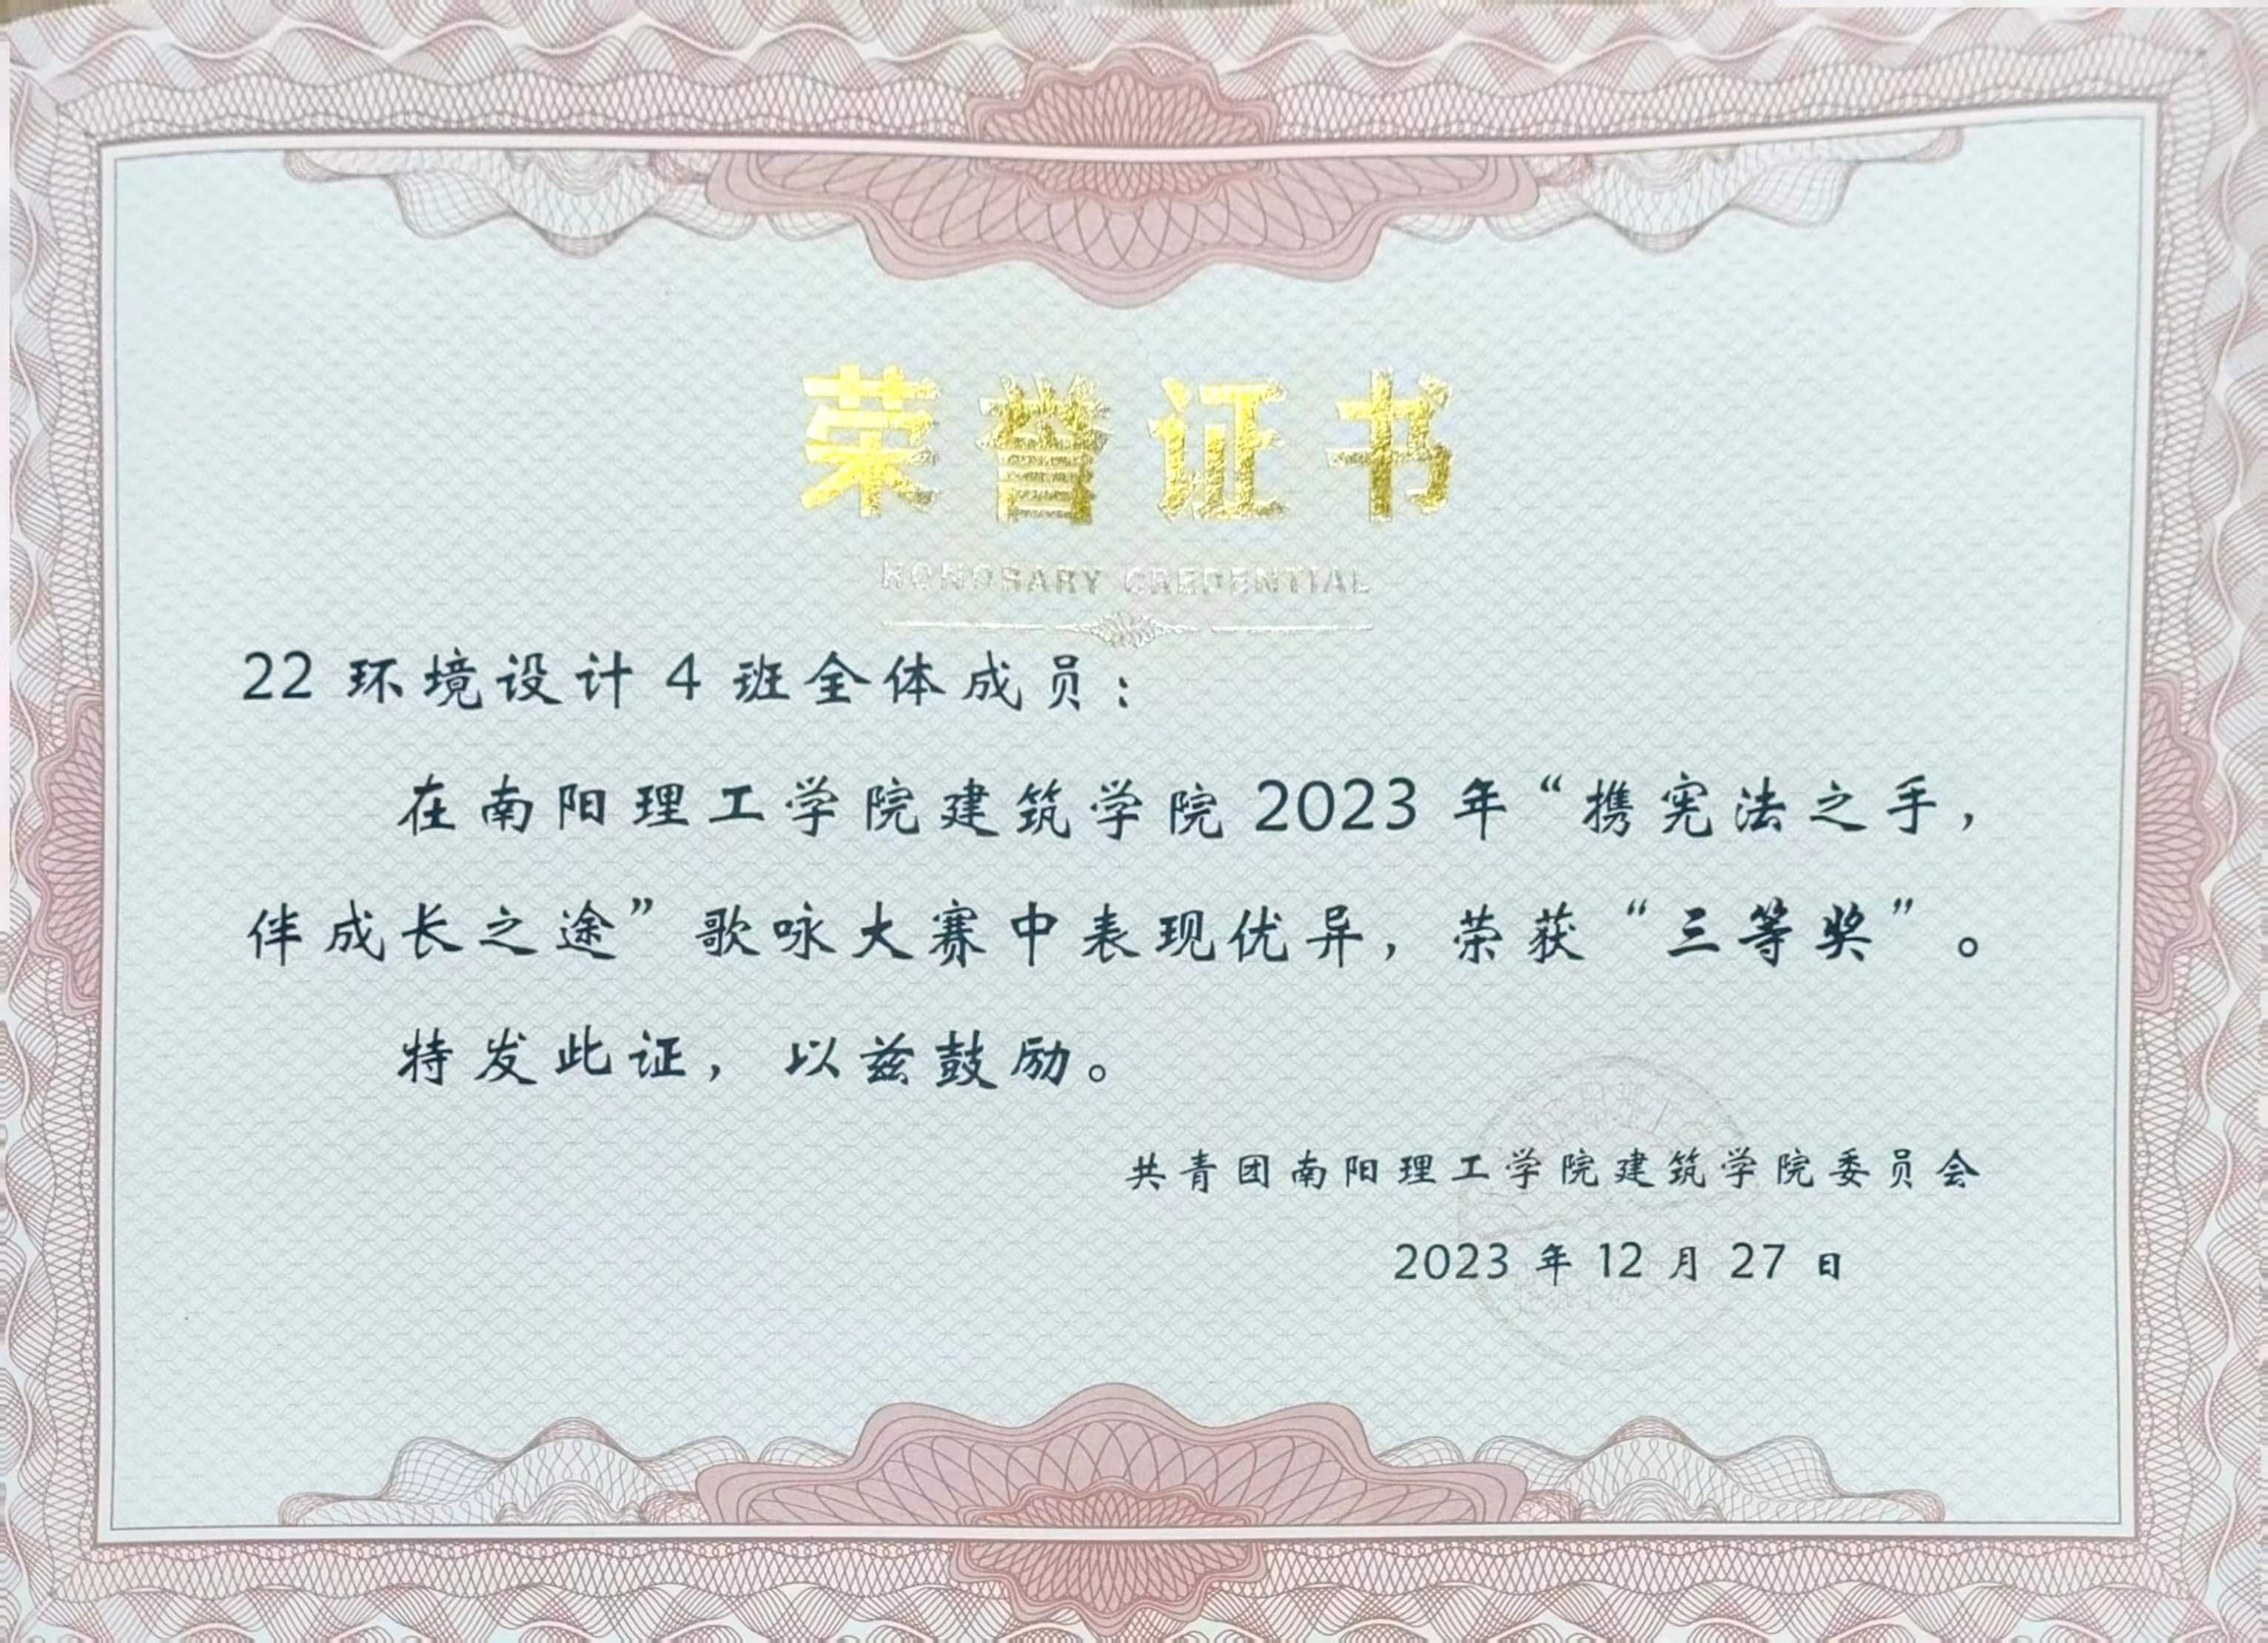 荣誉证书
HONORARY CREDENTIAL
22 环境设计 4 班全体成员：
在南阳理工学院建筑学院 2023 年“携宪法之手，
伴成长之途”歌咏大赛中表现优异，荣获“三等奖”。
特发此证，以兹鼓励。
共青团南阳理工学院建筑学院委员会
2023 年 12 月 27 日